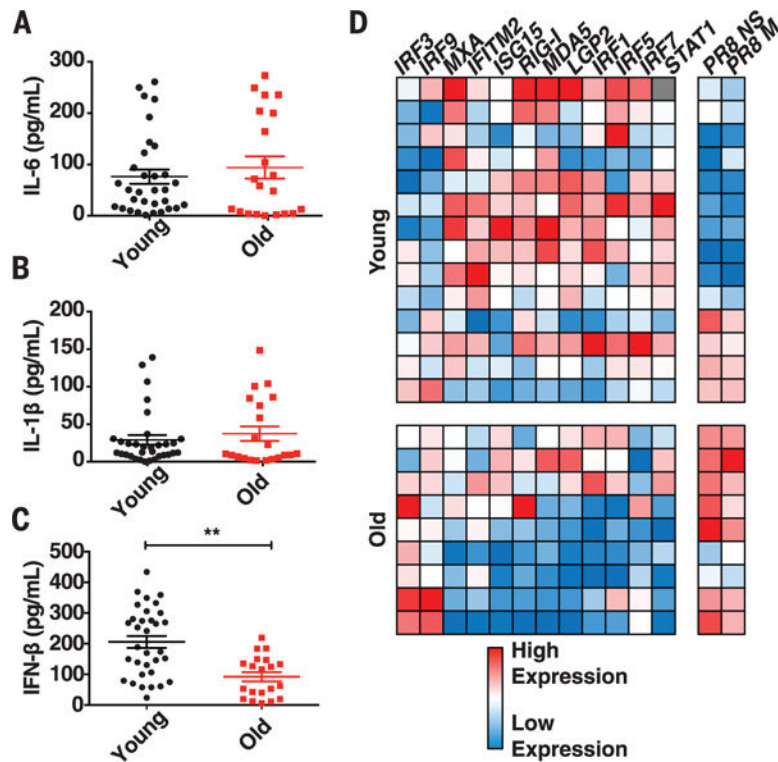 A
IL-6 (pg/mL)
300
200
100
0
Young
Old
B
IL-1β (pg/mL)
200
150
100
50
0
Young
Old
C
IFN-β (pg/mL)
500
400
300
200
100
0
**
Young
Old
D
IRF3
IRF9
MXA
IFITM2
ISG15
RIG-I
MDA5
LGP2
IRF1
IRF5
IRF7
STAT1
PR8 NS
PR8 M
Young
Old
High
Expression
Low
Expression